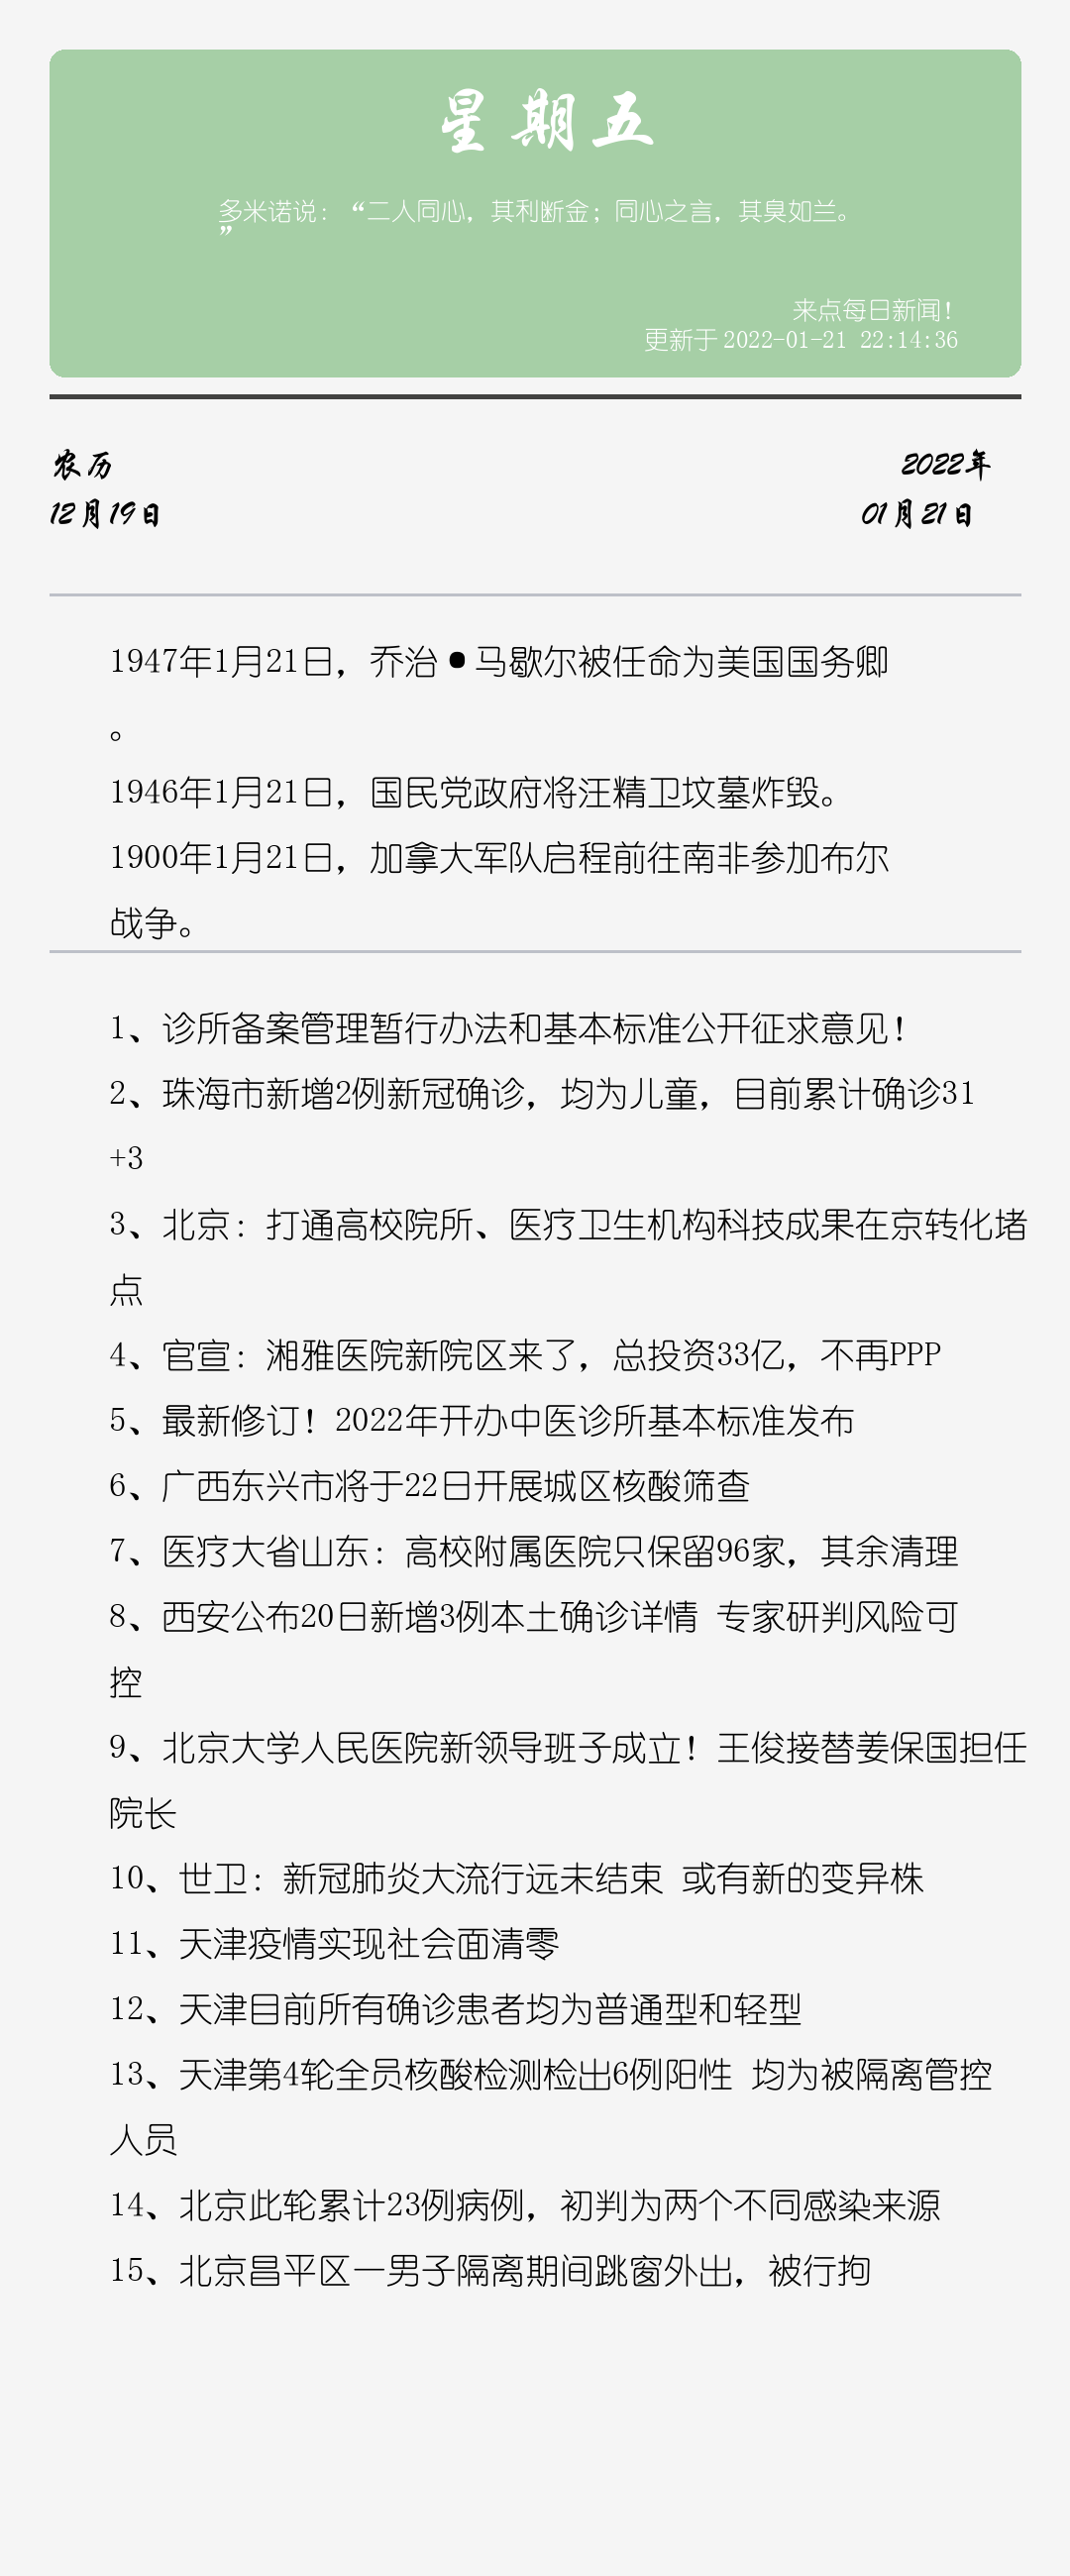 星期五
多米诺说：“二人同心，其利断金；同心之言，其臭如兰。
”
来点每日新闻！
更新于 2022-01-21 22:14:36
农历
2022年
12月19日
01月21日
1947年1月21日，乔治•马歇尔被任命为美国国务卿
。
1946年1月21日，国民党政府将汪精卫坟墓炸毁。
1900年1月21日，加拿大军队启程前往南非参加布尔
战争。
1、诊所备案管理暂行办法和基本标准公开征求意见！
2、珠海市新增2例新冠确诊，均为儿童，目前累计确诊31
+3
3、北京：打通高校院所、医疗卫生机构科技成果在京转化堵
点
4、官宣：湘雅医院新院区来了，总投资33亿，不再PPP
5、最新修订！2022年开办中医诊所基本标准发布
6、广西东兴市将于22日开展城区核酸筛查
7、医疗大省山东：高校附属医院只保留96家，其余清理
8、西安公布20日新增3例本土确诊详情 专家研判风险可
控
9、北京大学人民医院新领导班子成立！王俊接替姜保国担任
院长
10、世卫：新冠肺炎大流行远未结束 或有新的变异株
11、天津疫情实现社会面清零
12、天津目前所有确诊患者均为普通型和轻型
13、天津第4轮全员核酸检测检出6例阳性 均为被隔离管控
人员
14、北京此轮累计23例病例，初判为两个不同感染来源
15、北京昌平区一男子隔离期间跳窗外出，被行拘